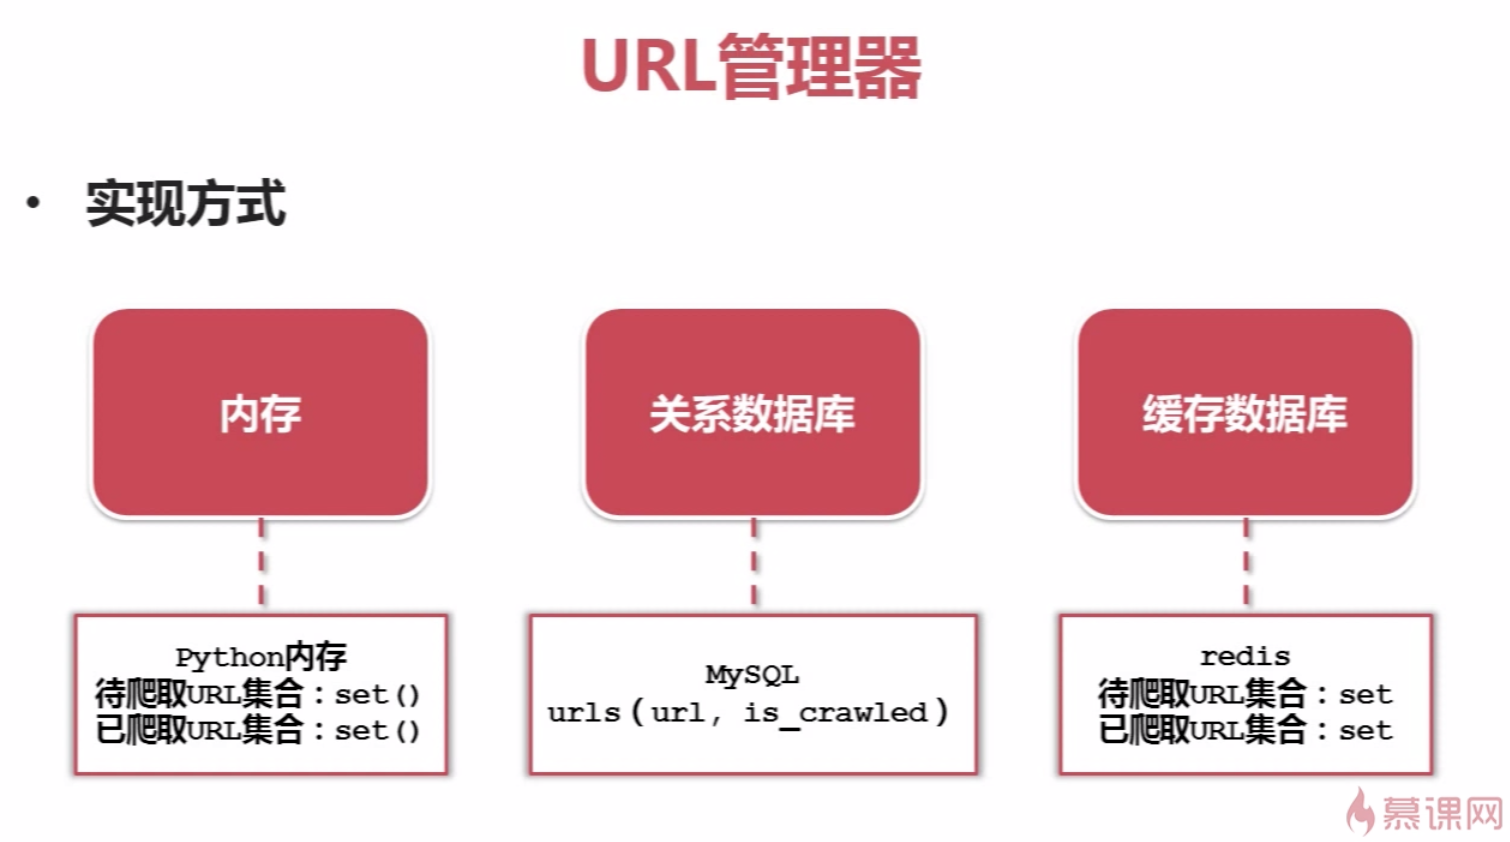 URL管理器
• 实现方式
内存
关系数据库
缓存数据库
Python内存
待爬取URL集合：set()
已爬取URL集合：set()
MySQL
urls(url, is_crawled)
redis
待爬取URL集合：set
已爬取URL集合：set
慕课网